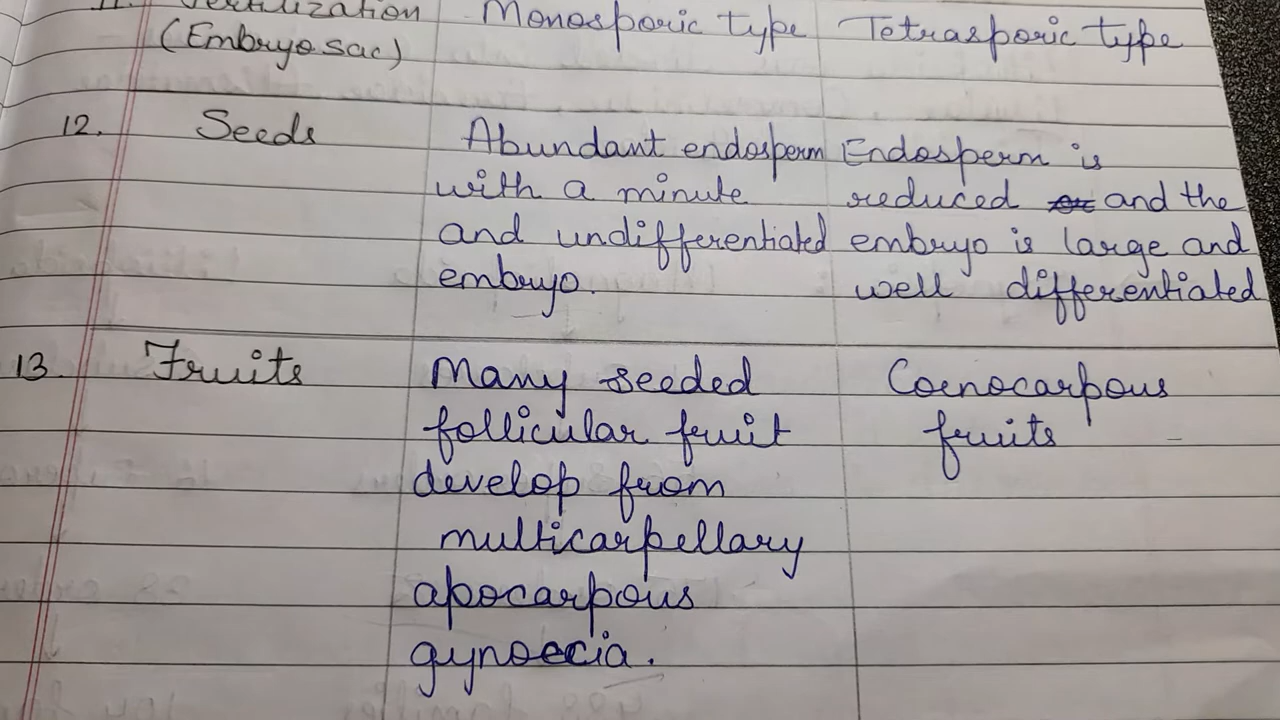 11. Fertilization Monosporic type Tetrasporic type
(Embryo sac)
12. Seeds Abundant endosperm Endosperm is
with a minute reduced and the
and undifferentiated embryo is large and
embryo. well differentiated
13. Fruits Many seeded Coenocarpous
follicular fruit fruits
develop from
multicarpellary
apocarpous
gynoecia.